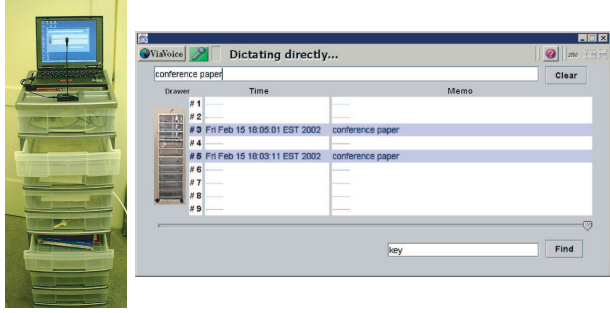 ViaVoice Dictating directly...
conference paper Clear
Drawer Time Memo
# 1 ------ ------
# 2 ------ ------
# 3 Fri Feb 15 18:05:01 EST 2002 conference paper
# 4 ------ ------
# 5 Fri Feb 15 18:03:11 EST 2002 conference paper
# 6 ------ ------
# 7 ------ ------
# 8 ------ ------
# 9 ------ ------
key Find